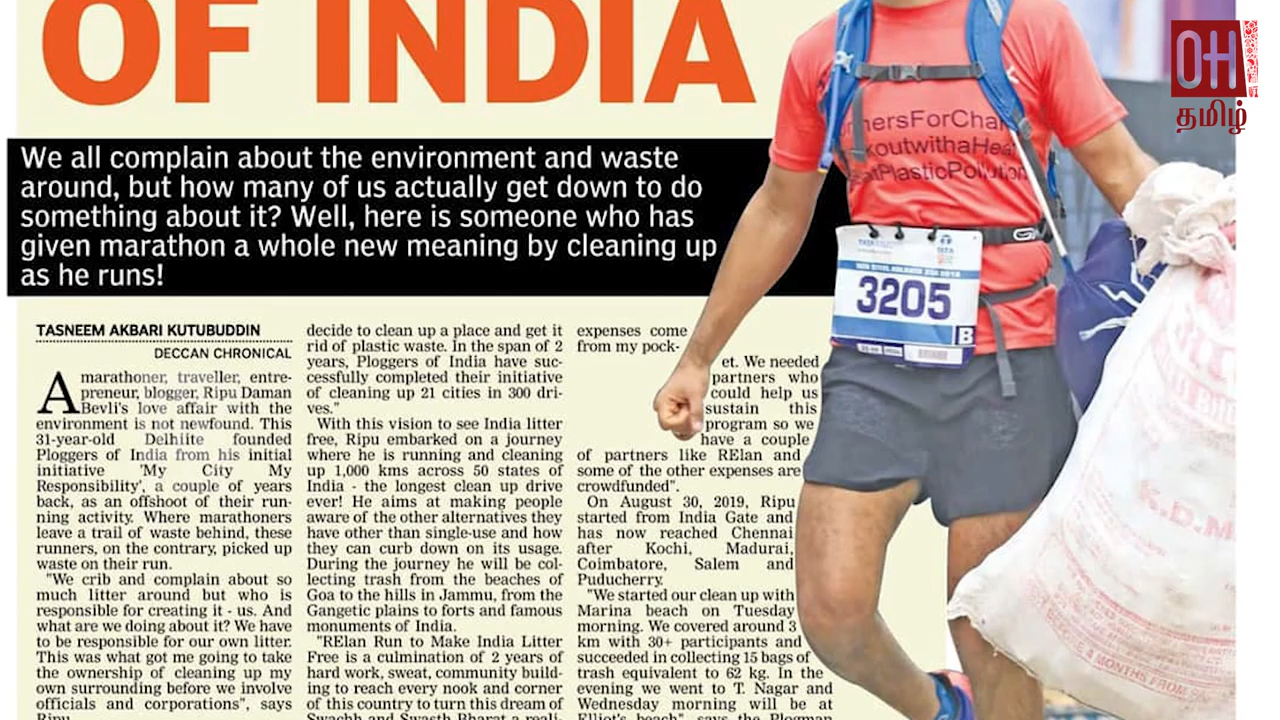 OF INDIA
We all complain about the environment and waste
around, but how many of us actually get down to do
something about it? Well, here is someone who has
given marathon a whole new meaning by cleaning up
as he runs!
TASNEEM AKBARI KUTUBUDDIN
DECCAN CHRONICAL
A marathoner, traveller, entre-
preneur, blogger, Ripu Daman
Bevli's love affair with the
environment is not newfound. This
31-year-old Delhiite founded
Ploggers of India from his initial
initiative 'My City My
Responsibility', a couple of years
back, as an offshoot of their run-
ning activity. Where marathoners
leave a trail of waste behind, these
runners, on the contrary, picked up
waste on their run.
"We crib and complain about so
much litter around but who is
responsible for creating it - us. And
what are we doing about it? We have
to be responsible for our own litter.
This was what got me going to take
the ownership of cleaning up my
own surrounding before we involve
officials and corporations", says
Ripu
decide to clean up a place and get it
rid of plastic waste. In the span of 2
years, Ploggers of India have suc-
cessfully completed their initiative
of cleaning up 21 cities in 300 dri-
ves."
With this vision to see India litter
free, Ripu embarked on a journey
where he is running and cleaning
up 1,000 kms across 50 states of
India - the longest clean up drive
ever! He aims at making people
aware of the other alternatives they
have other than single-use and how
they can curb down on its usage.
During the journey he will be col-
lecting trash from the beaches of
Goa to the hills in Jammu, from the
Gangetic plains to forts and famous
monuments of India.
"RElan Run to Make India Litter
Free is a culmination of 2 years of
hard work, sweat, community build-
ing to reach every nook and corner
of this country to turn this dream of
Swachh and Swasth Bharat a reali-
expenses come
from my pock-
et. We needed
partners who
could help us
sustain this
program so we
have a couple
of partners like RElan and
some of the other expenses are
crowdfunded".
On August 30, 2019, Ripu
started from India Gate and
has now reached Chennai
after Kochi, Madurai,
Coimbatore, Salem and
Puducherry.
"We started our clean up with
Marina beach on Tuesday
morning. We covered around 3
km with 30+ participants and
succeeded in collecting 15 bags of
trash equivalent to 62 kg. In the
evening we went to T. Nagar and
Wednesday morning will be at
Elliot's beach", says the Plogman
nersForChan
koutwithaHea
atPlasticPollution
3205
B
K.d.M
OH
தமிழ்